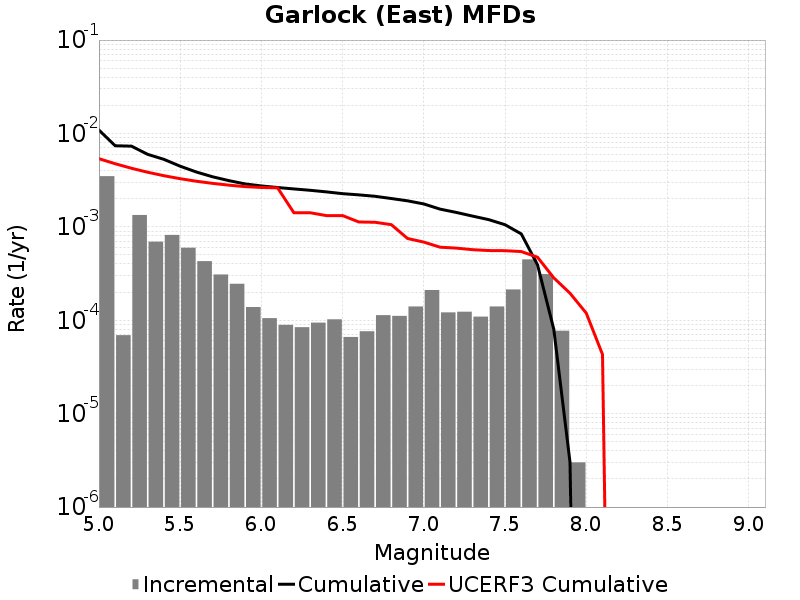 Garlock (East) MFDs
10-1
10-2
10-3
10-4
10-5
10-6
Rate (1/yr)
5.0 5.5 6.0 6.5 7.0 7.5 8.0 8.5 9.0
Magnitude
Incremental Cumulative UCERF3 Cumulative